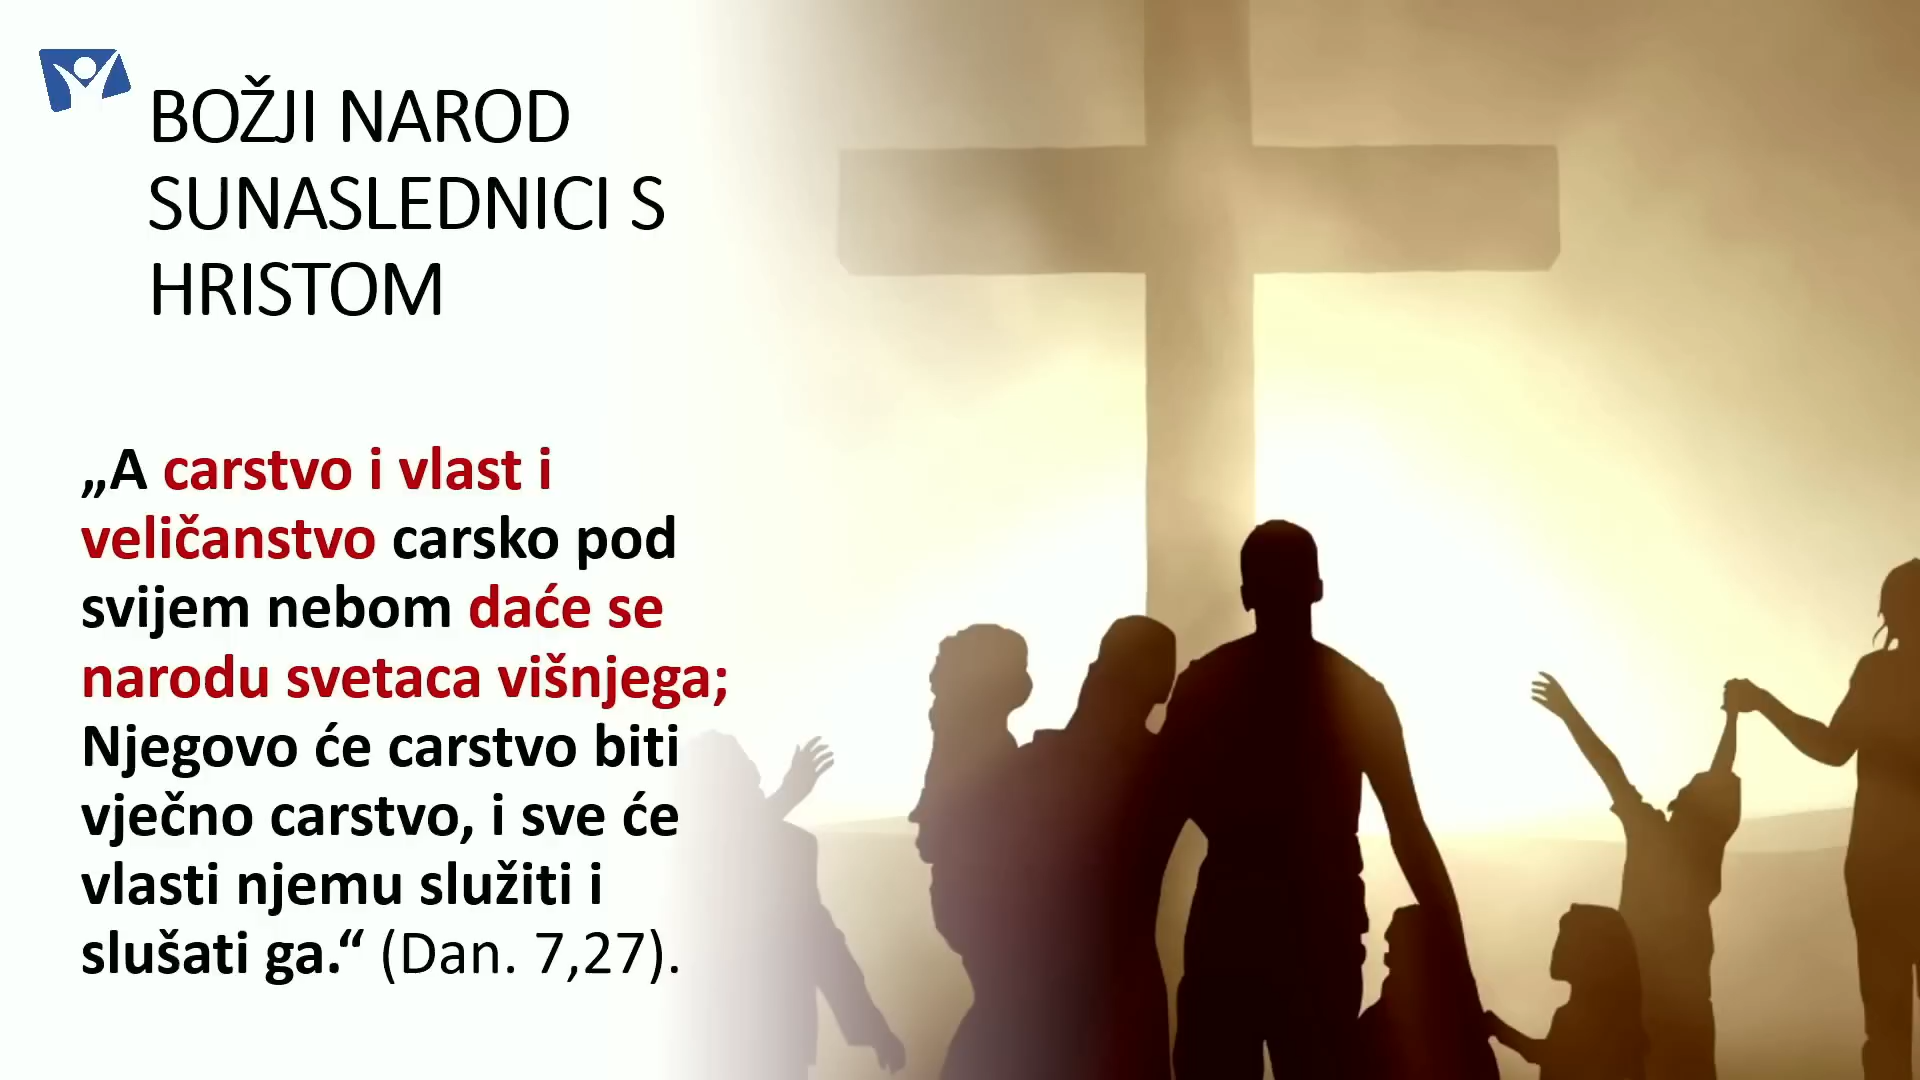 BOŽJI NAROD
SUNASLEDNICI S
HRISTOM
„A carstvo i vlast i
veličanstvo carsko pod
svijem nebom daće se
narodu svetaca višnjega;
Njegovo će carstvo biti
vječno carstvo, i sve će
vlasti njemu služiti i
slušati ga.“ (Dan. 7,27).